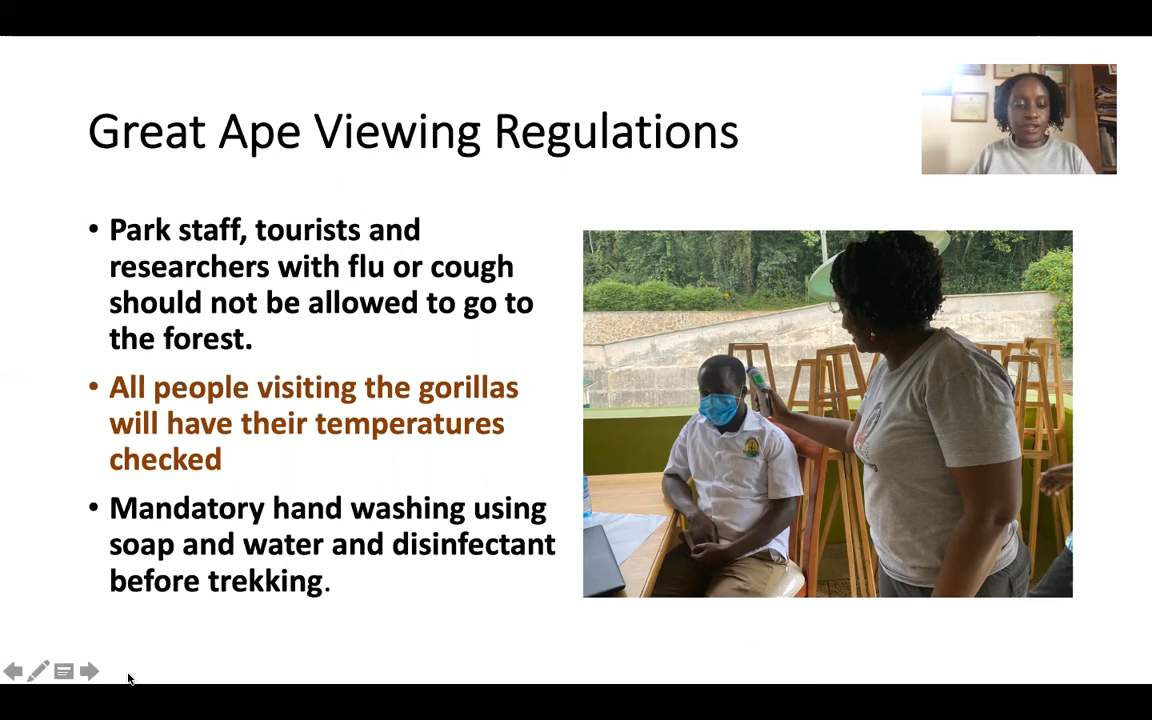 Great Ape Viewing Regulations
• Park staff, tourists and
researchers with flu or cough
should not be allowed to go to
the forest.
• All people visiting the gorillas
will have their temperatures
checked
• Mandatory hand washing using
soap and water and disinfectant
before trekking.